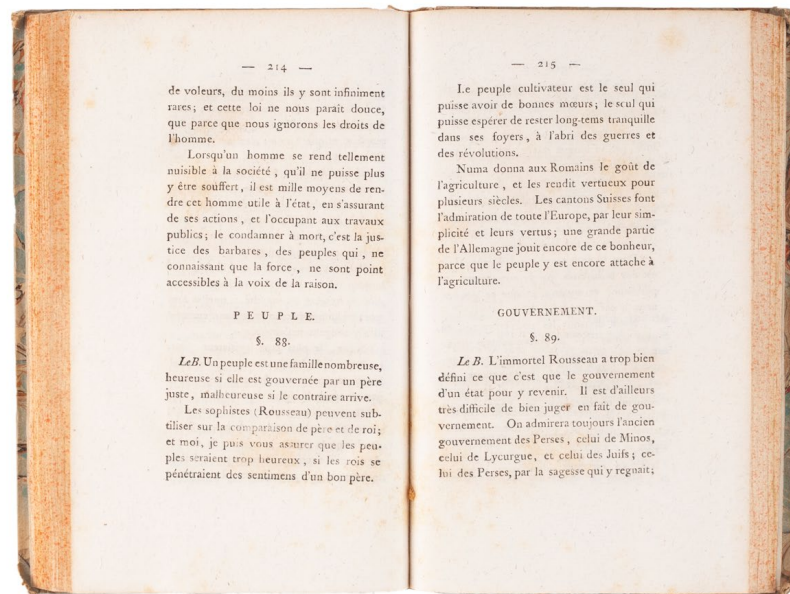 — 214 —
de voleurs, du moins ils y sont infiniment
rares; et cette loi ne nous paraît douce,
que parce que nous ignorons les droits de
l'homme.
Lorsqu'un homme se rend tellement
nuisible à la société, qu'il ne puisse plus
y être souffert, il est mille moyens de ren-
dre cet homme utile à l'état, en s'assurant
de ses actions, et l'occupant aux travaux
publics; le condamner à mort, c'est la jus-
tice des barbares, des peuples qui, ne
connaissant que la force, ne sont point
accessibles à la voix de la raison.
PEUPLE.
§. 88.
Le B. Un peuple est une famille nombreuse,
heureuse si elle est gouvernée par un père
juste, malheureuse si le contraire arrive.
Les sophistes (Rousseau) peuvent sub-
tiliser sur la comparaison de père et de roi;
et moi, je puis vous assurer que les peu-
ples seraient trop heureux, si les rois se
pénétraient des sentimens d'un bon père.
— 215 —
Le peuple cultivateur est le seul qui
puisse avoir de bonnes mœurs; le seul qui
puisse espérer de rester long-tems tranquille
dans ses foyers, à l'abri des guerres et
des révolutions.
Numa donna aux Romains le goût de
l'agriculture, et les rendit vertueux pour
plusieurs siècles. Les cantons Suisses font
l'admiration de toute l'Europe, par leur sim-
plicité et leurs vertus; une grande partie
de l'Allemagne jouit encore de ce bonheur,
parce que le peuple y est encore attaché à
l'agriculture.
GOUVERNEMENT.
§. 89.
Le B. L'immortel Rousseau a trop bien
défini ce que c'est que le gouvernement
d'un état pour y revenir. Il est d'ailleurs
très difficile de bien juger en fait de gou-
vernement. On admirera toujours l'ancien
gouvernement des Perses, celui de Minos,
celui de Lycurgue, et celui des Juifs; ce-
lui des Perses, par la sagesse qui y regnait;